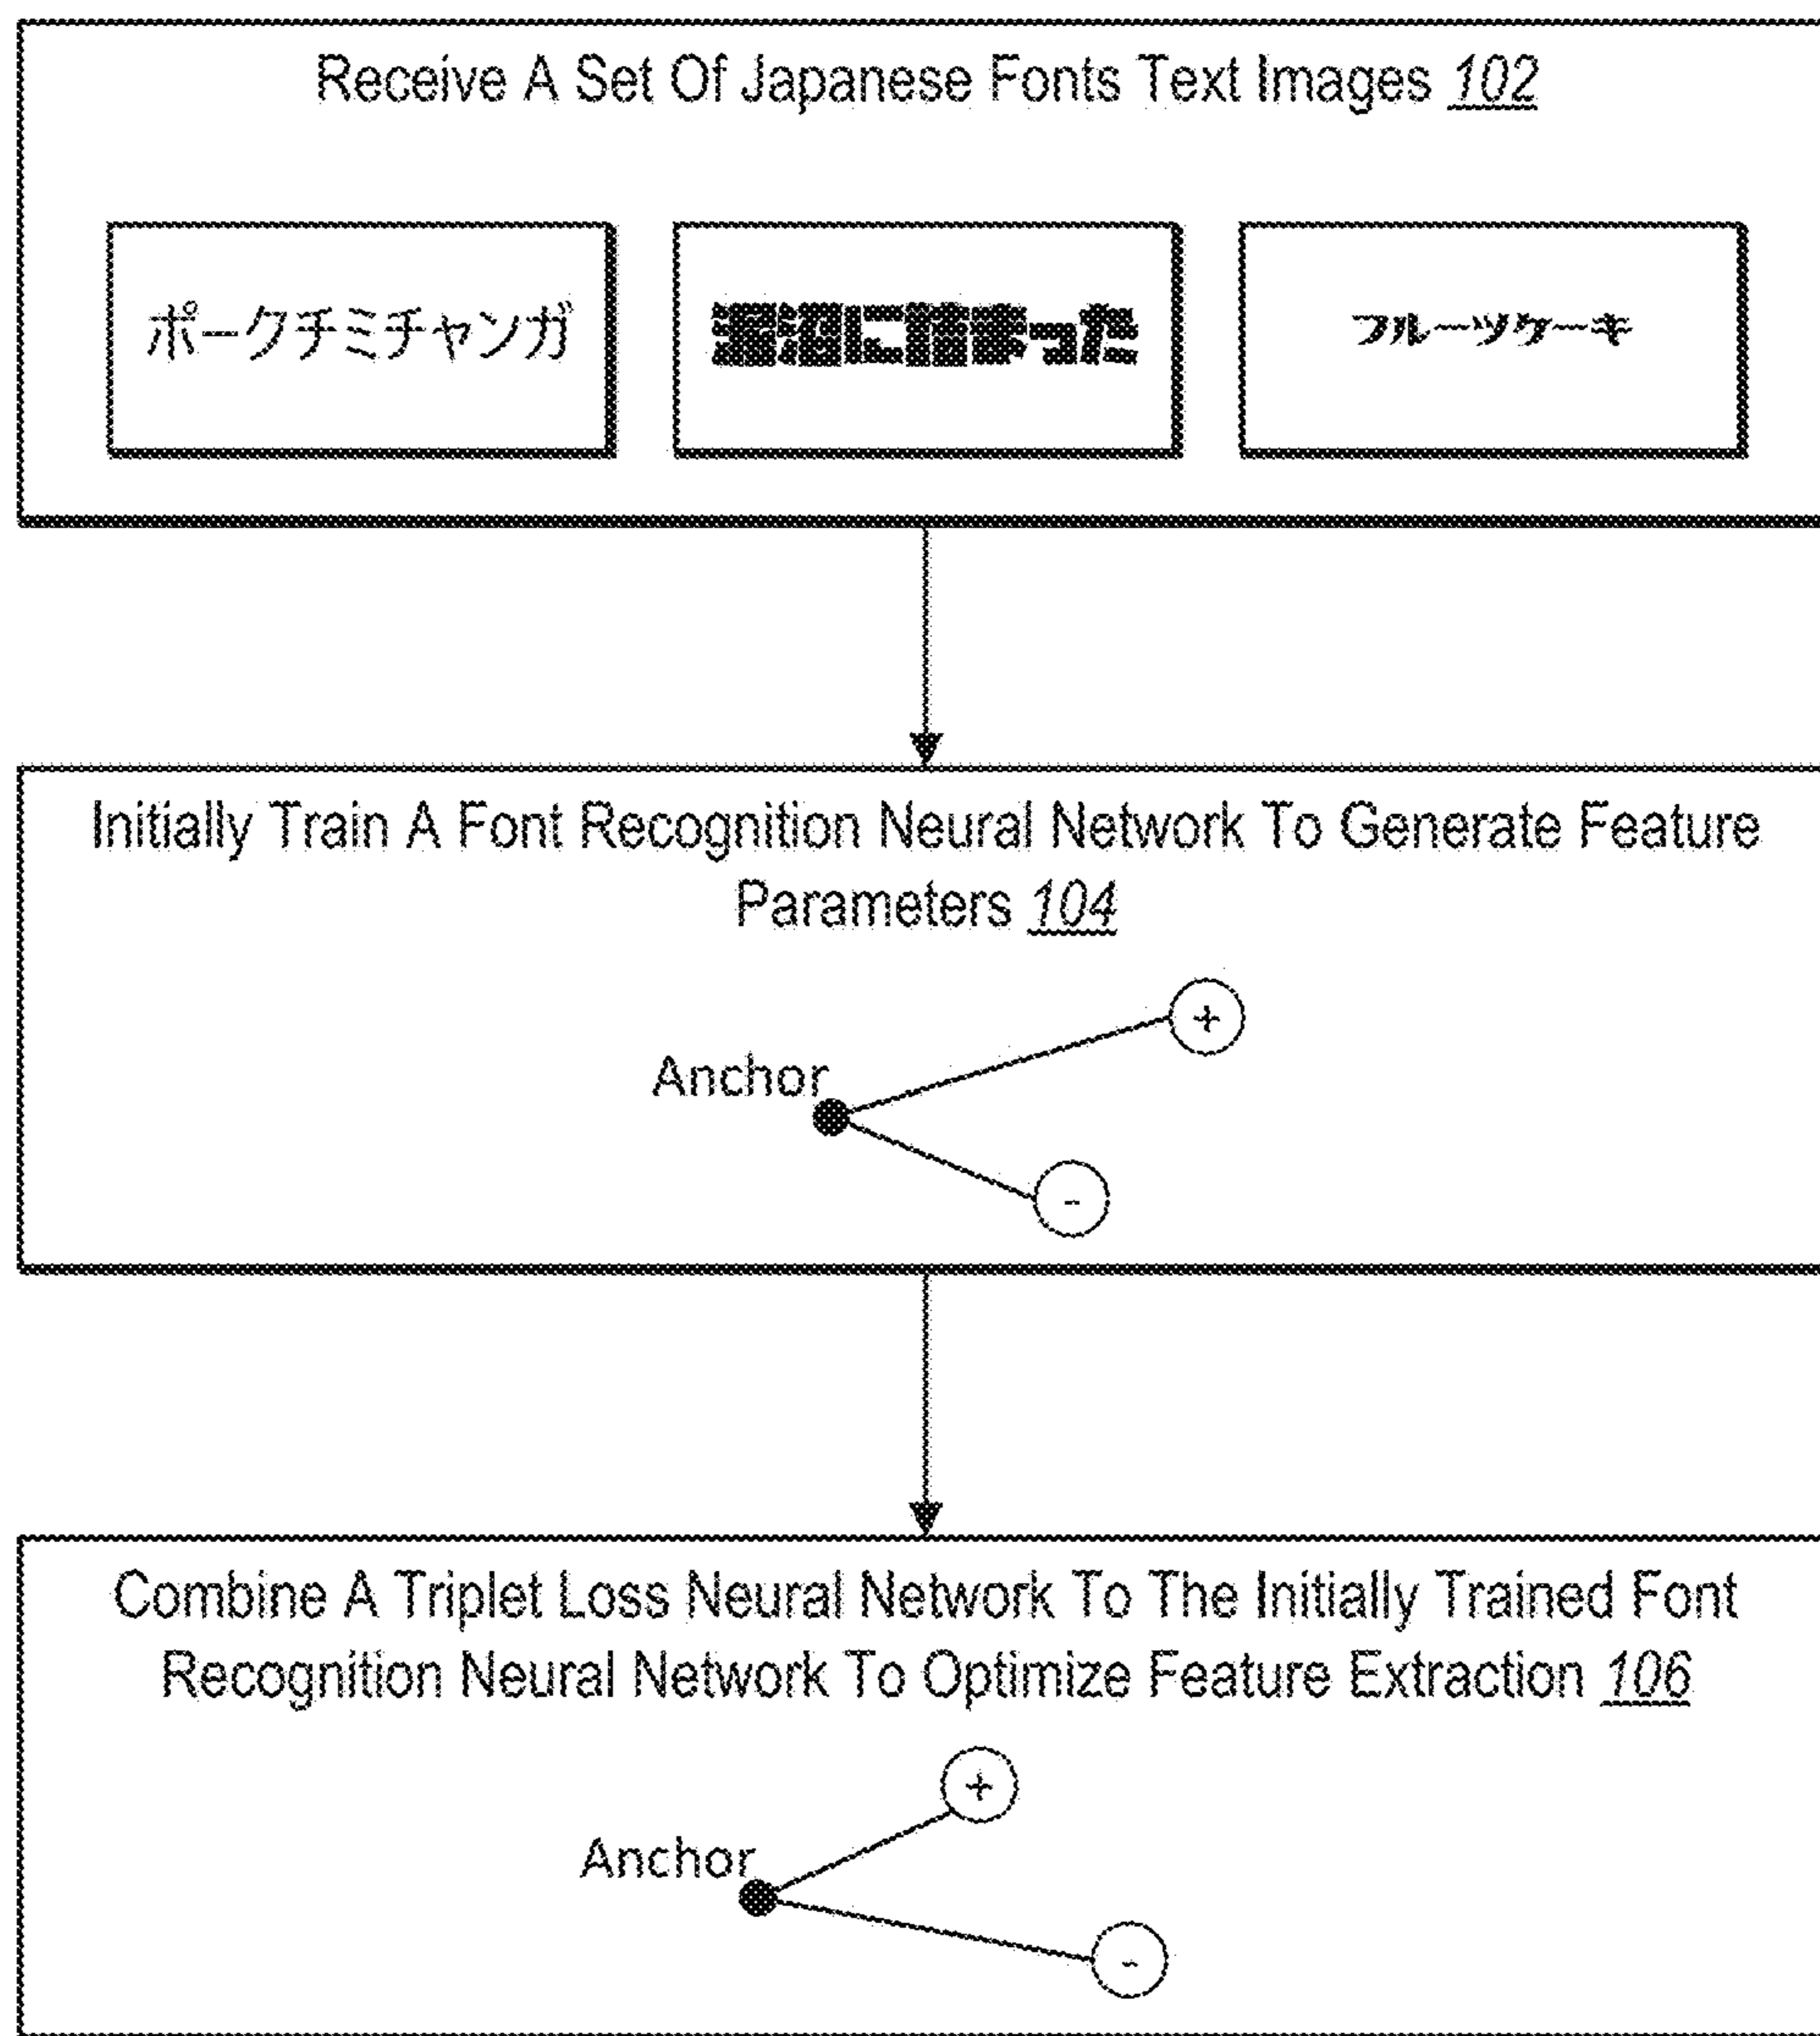 Receive A Set Of Japanese Fonts Text Images 102
ポークチミチャンガ
フルーツケーキ
Initially Train A Font Recognition Neural Network To Generate Feature
Parameters 104
+
Anchor
-
Combine A Triplet Loss Neural Network To The Initially Trained Font
Recognition Neural Network To Optimize Feature Extraction 106
+
Anchor
-